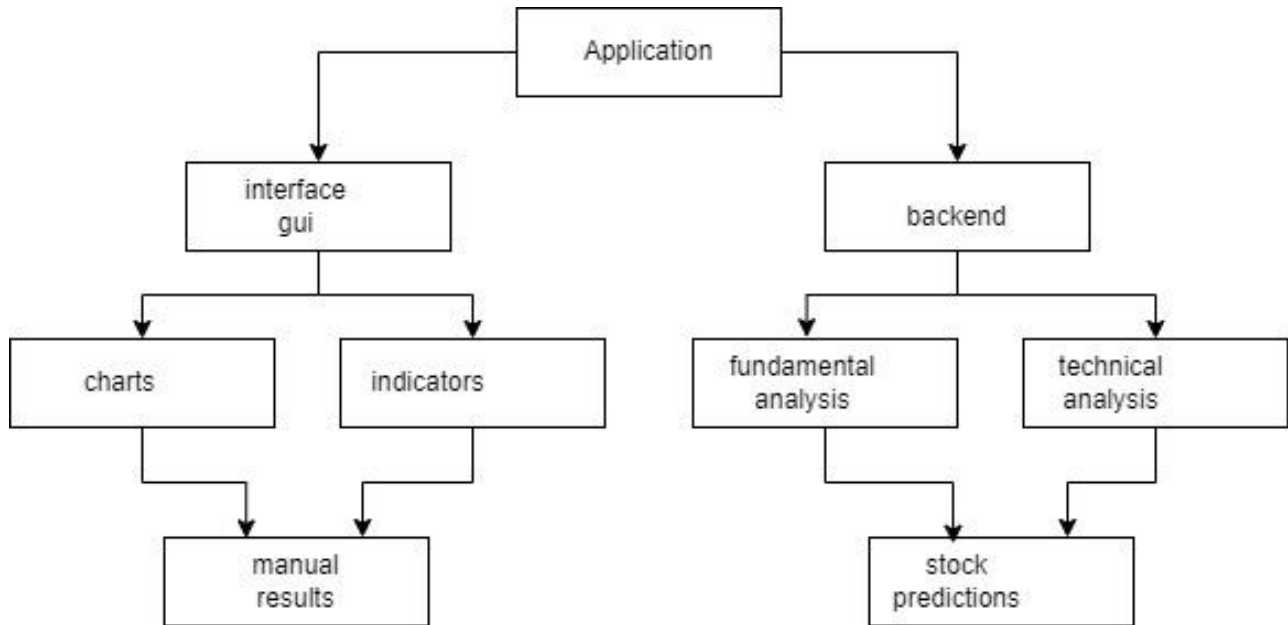 Application
interface
gui
backend
charts
indicators
fundamental
analysis
technical
analysis
manual
results
stock
predictions